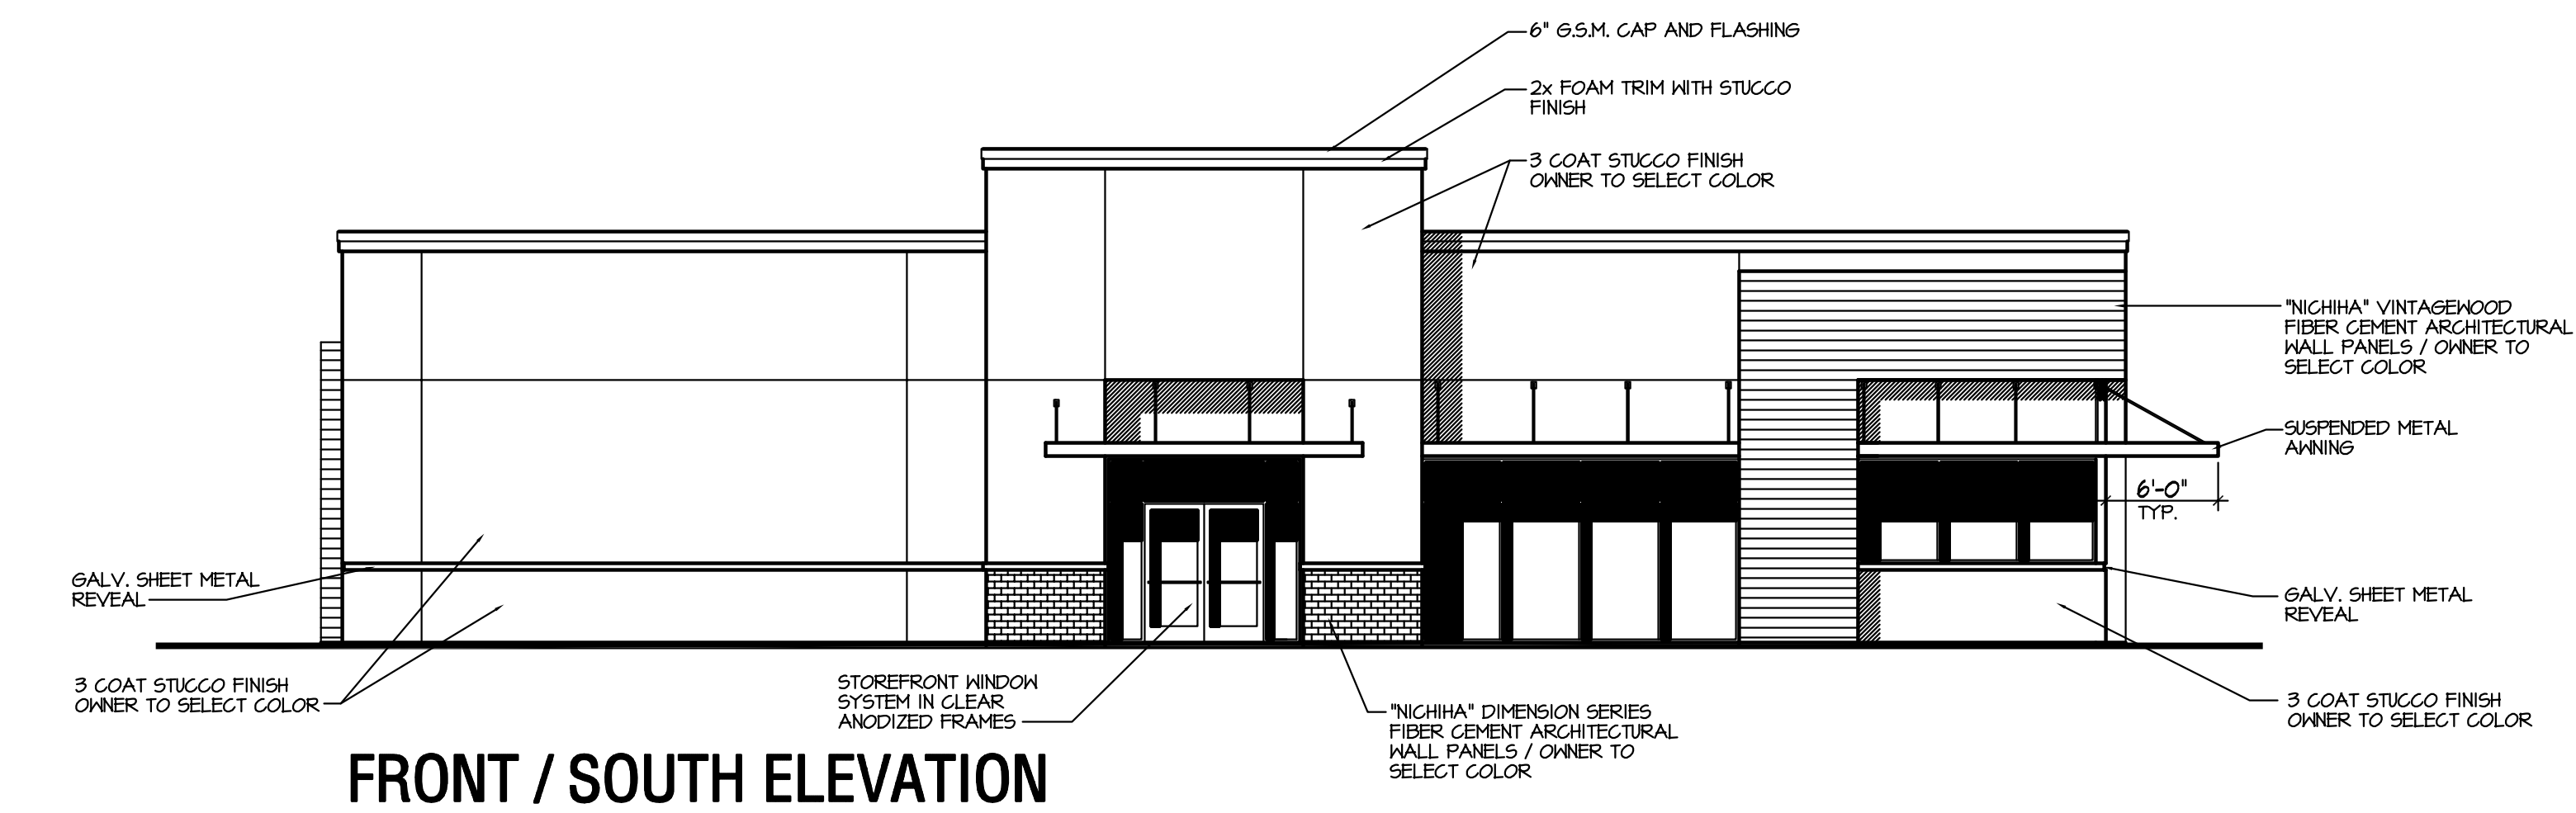 6" G.S.M. CAP AND FLASHING
2x FOAM TRIM WITH STUCCO
FINISH
3 COAT STUCCO FINISH
OWNER TO SELECT COLOR
"NICHIHA" VINTAGEWOOD
FIBER CEMENT ARCHITECTURAL
WALL PANELS / OWNER TO
SELECT COLOR
SUSPENDED METAL
AWNING
6'-0"
TYP.
GALV. SHEET METAL
REVEAL
GALV. SHEET METAL
REVEAL
3 COAT STUCCO FINISH
OWNER TO SELECT COLOR
STOREFRONT WINDOW
SYSTEM IN CLEAR
ANODIZED FRAMES
"NICHIHA" DIMENSION SERIES
FIBER CEMENT ARCHITECTURAL
WALL PANELS / OWNER TO
SELECT COLOR
3 COAT STUCCO FINISH
OWNER TO SELECT COLOR
FRONT / SOUTH ELEVATION